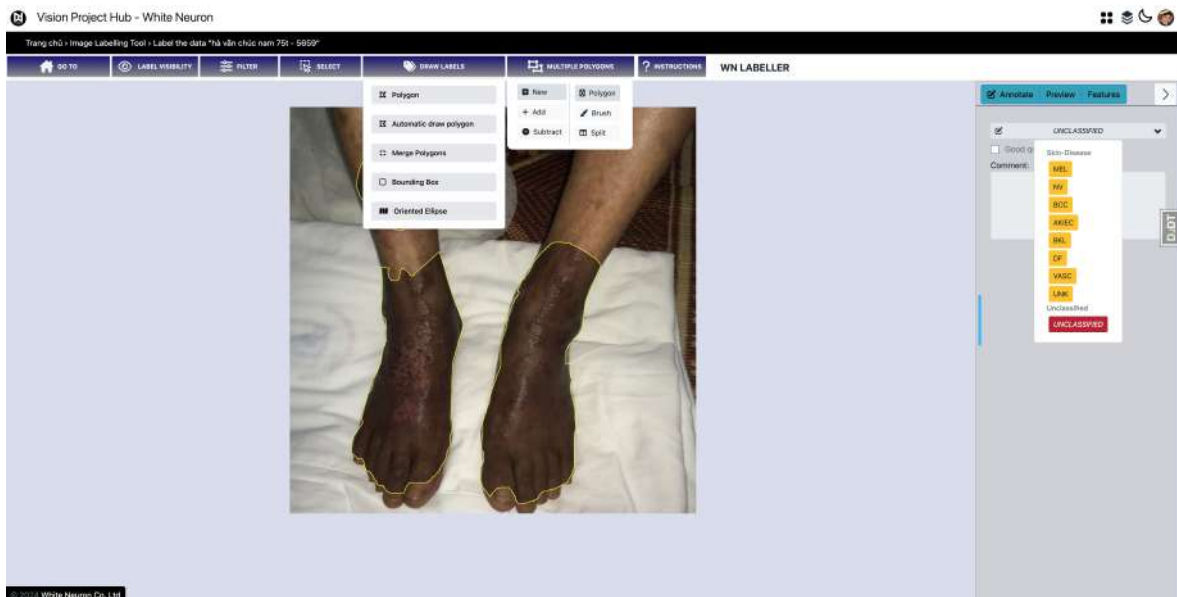 Vision Project Hub - White Neuron
Trang chủ › Image Labelling Tool › Label the data "hà văn chúc nam 75t - 5659"
GO TO
LABEL VISIBILITY
FILTER
SELECT
DRAW LABELS
MULTIPLE POLYGONS
? INSTRUCTIONS
WN LABELLER
Polygon
Automatic draw polygon
Merge Polygons
Bounding Box
Oriented Ellipse
New
Polygon
Add
Brush
Subtract
Split
Annotate Preview Features
UNCLASSIFIED
Good
Comment:
Skin-Disease
MEL
NV
BCC
AKIEC
BKL
DF
VASC
UNK
Unclassified
UNCLASSIFIED
DJDT
© 2024 White Neuron Co., Ltd